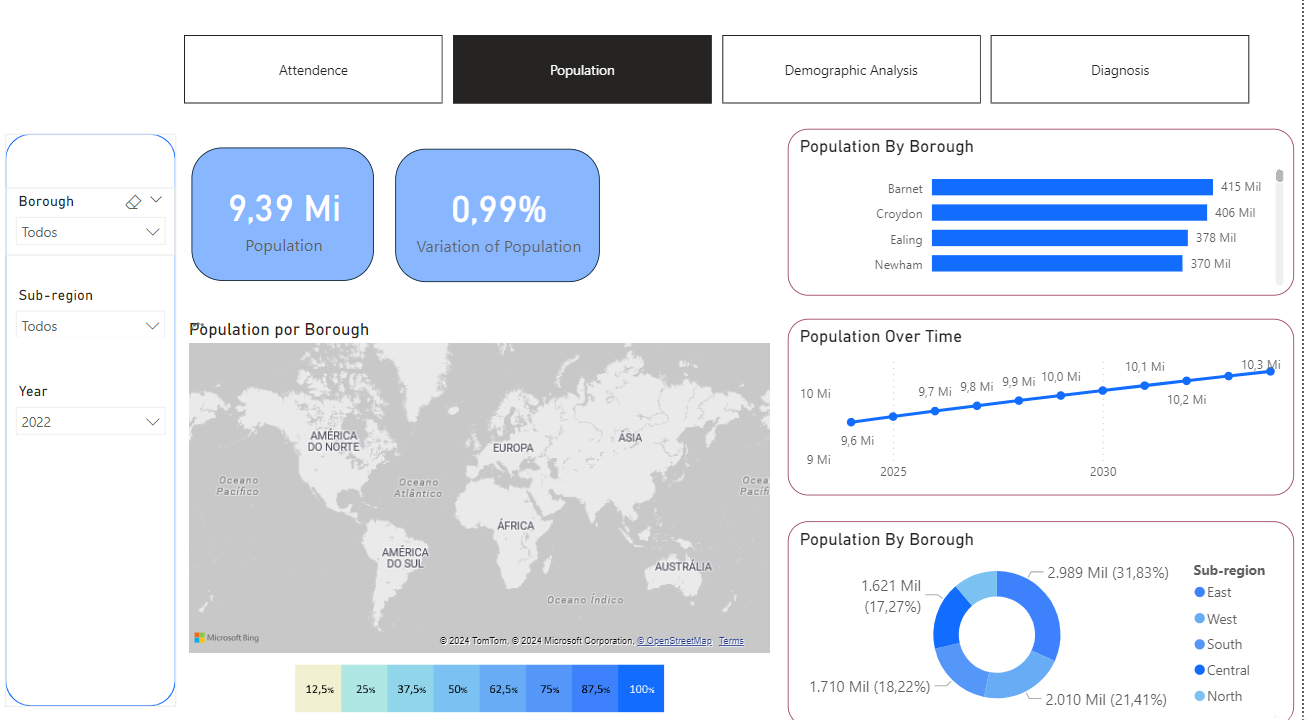 Attendence
Population
Demographic Analysis
Diagnosis
Borough
Todos
Sub-region
Todos
Year
2022
9,39 Mi
Population
0,99%
Variation of Population
Population por Borough
AMÉRICA
DO NORTE
EUROPA
ÁSIA
Oceano
Pacífico
Oceano
Atlântico
Ocea
Pacífi
ÁFRICA
AMÉRICA
DO SUL
AUSTRÁLIA
Oceano Índico
Microsoft Bing
© 2024 TomTom, © 2024 Microsoft Corporation, © OpenStreetMap Terms
12,5%
25%
37,5%
50%
62,5%
75%
87,5%
100%
Population By Borough
Barnet 415 Mil
Croydon 406 Mil
Ealing 378 Mil
Newham 370 Mil
Population Over Time
10 Mi
9 Mi
9,6 Mi
9,7 Mi
9,8 Mi
9,9 Mi
10,0 Mi
10,1 Mi
10,2 Mi
10,3 Mi
2025
2030
Population By Borough
2.989 Mil (31,83%)
1.621 Mil
(17,27%)
1.710 Mil (18,22%)
2.010 Mil (21,41%)
Sub-region
East
West
South
Central
North